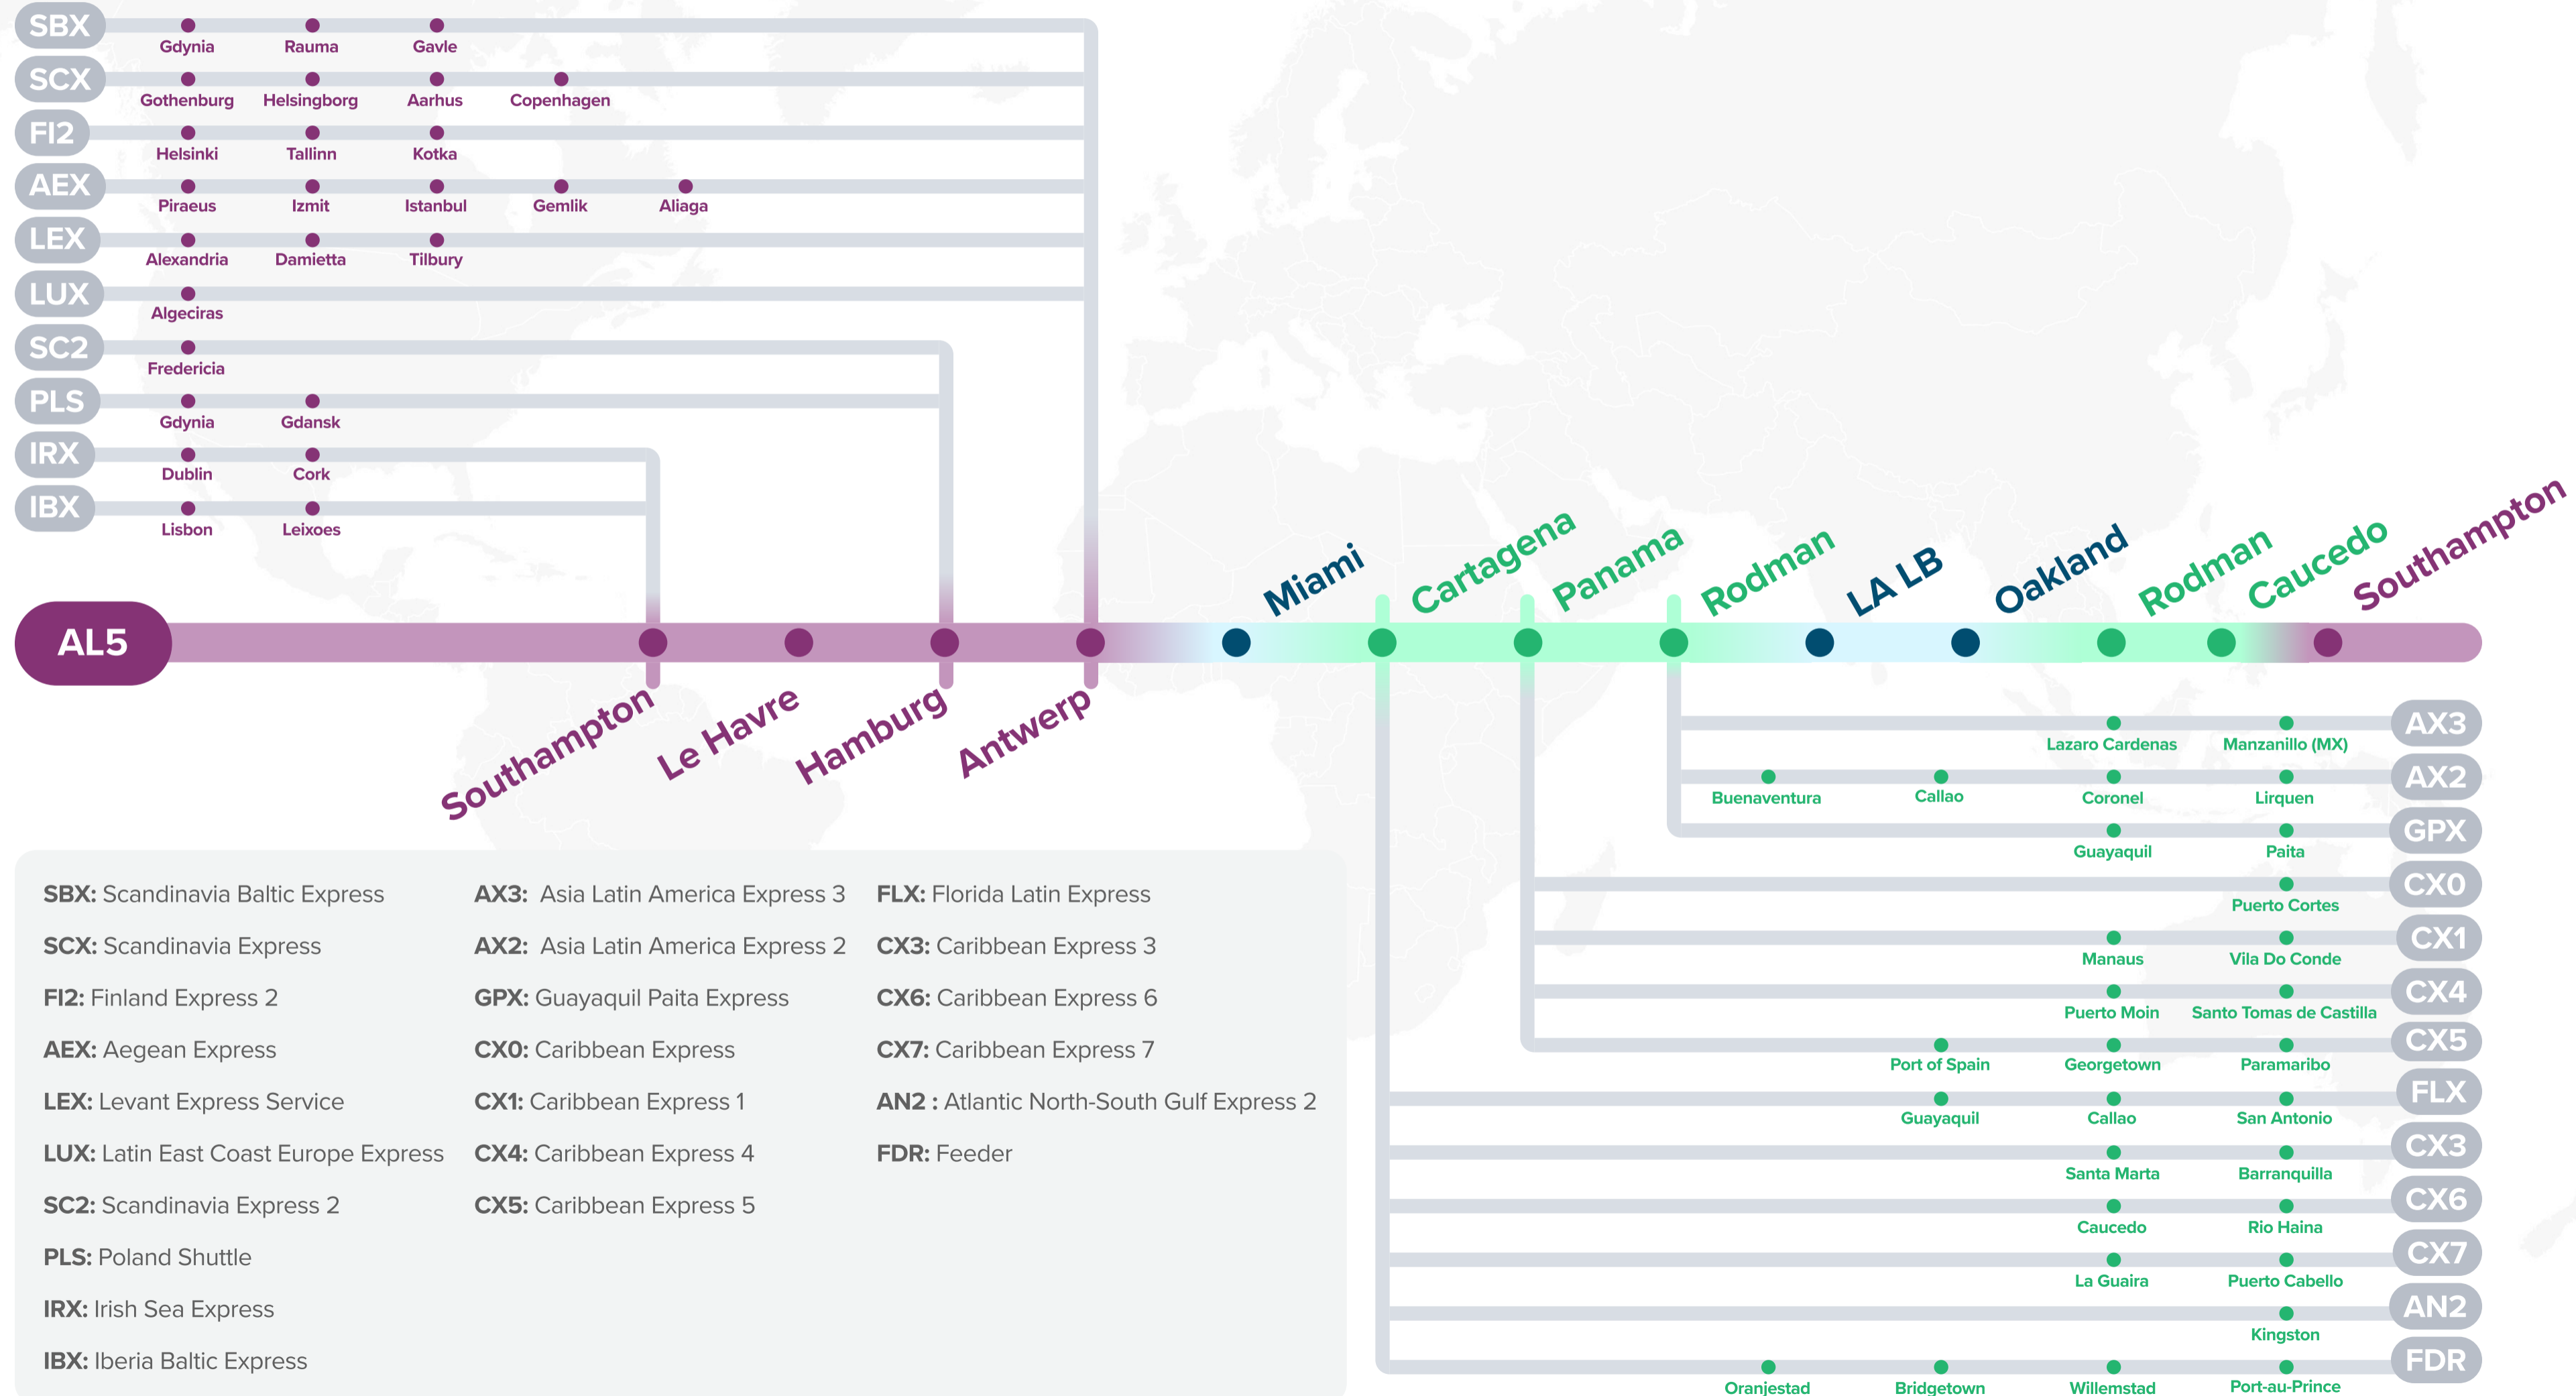 SBX
Gdynia Rauma Gavle
SCX
Gothenburg Helsingborg Aarhus Copenhagen
FI2
Helsinki Tallinn Kotka
AEX
Piraeus Izmit Istanbul Gemlik Aliaga
LEX
Alexandria Damietta Tilbury
LUX
Algeciras
SC2
Fredericia
PLS
Gdynia Gdansk
IRX
Dublin Cork
IBX
Lisbon Leixoes
AL5
Southampton
Le Havre
Hamburg
Antwerp
Miami
Cartagena
Panama
Rodman
LA LB
Oakland
Rodman
Caucedo
Southampton
AX3
Lazaro Cardenas Manzanillo (MX)
AX2
Buenaventura Callao Coronel Lirquen
GPX
Guayaquil Paita
CX0
Puerto Cortes
CX1
Manaus Vila Do Conde
CX4
Puerto Moin Santo Tomas de Castilla
CX5
Port of Spain Georgetown Paramaribo
FLX
Guayaquil Callao San Antonio
CX3
Santa Marta Barranquilla
CX6
Caucedo Rio Haina
CX7
La Guaira Puerto Cabello
AN2
Kingston
FDR
Oranjestad Bridgetown Willemstad Port-au-Prince
SBX: Scandinavia Baltic Express
SCX: Scandinavia Express
FI2: Finland Express 2
AEX: Aegean Express
LEX: Levant Express Service
LUX: Latin East Coast Europe Express
SC2: Scandinavia Express 2
PLS: Poland Shuttle
IRX: Irish Sea Express
IBX: Iberia Baltic Express
AX3: Asia Latin America Express 3
AX2: Asia Latin America Express 2
GPX: Guayaquil Paita Express
CX0: Caribbean Express
CX1: Caribbean Express 1
CX4: Caribbean Express 4
CX5: Caribbean Express 5
FLX: Florida Latin Express
CX3: Caribbean Express 3
CX6: Caribbean Express 6
CX7: Caribbean Express 7
AN2 : Atlantic North-South Gulf Express 2
FDR: Feeder